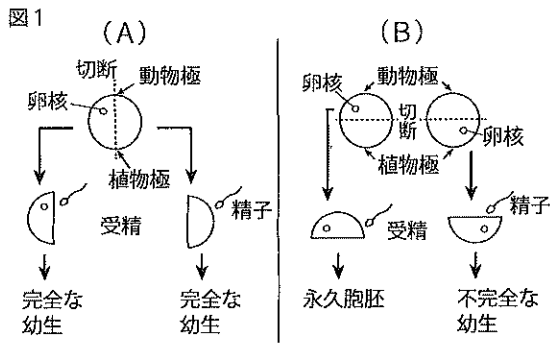 図1
(A)
切断
動物極
卵核
植物極
受精
精子
完全な
幼生
完全な
幼生
(B)
動物極
卵核
切断
卵核
植物極
受精
精子
永久胞胚
不完全な
幼生